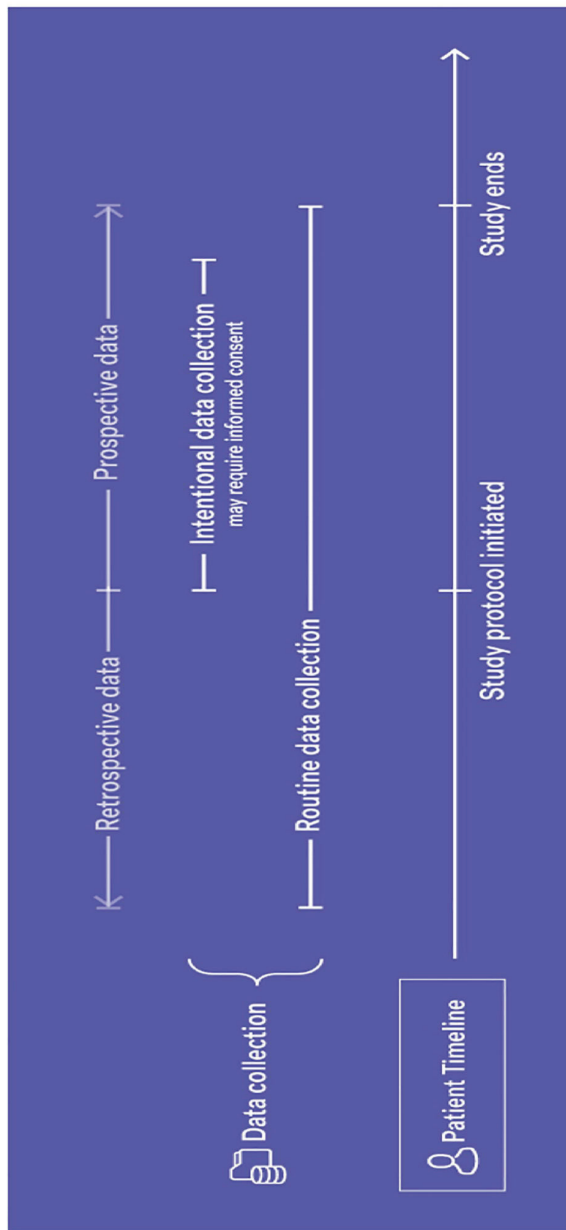 Retrospective data
Prospective data
Data collection
Intentional data collection
may require informed consent
Routine data collection
Patient Timeline
Study protocol initiated
Study ends